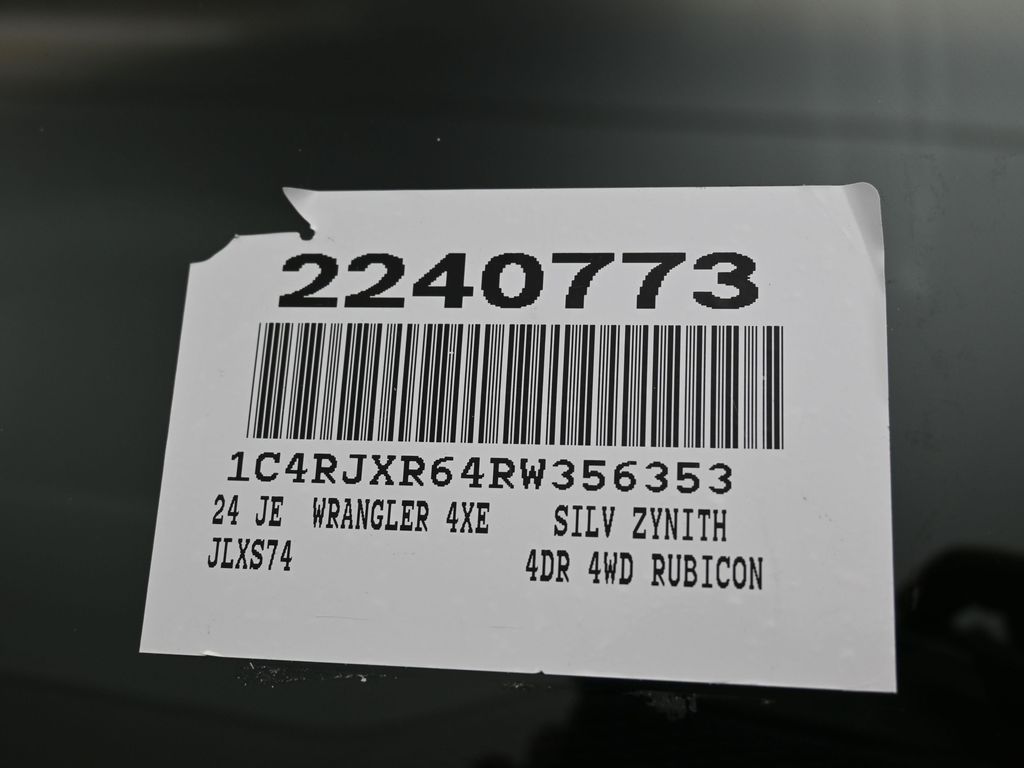 2240773
1C4RJXR64RW356353
24 JE WRANGLER 4XE SILV ZYNITH
JLXS74 4DR 4WD RUBICON